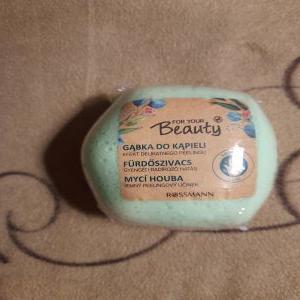 FOR YOUR
Beauty
GĄBKA DO KĄPIELI
EFEKT DELIKATNEGO PEELINGU
FÜRDŐSZIVACS
GYENGÉD RADÍROZÓ HATÁS
MYCÍ HOUBA
JEMNÝ PEELINGOVÝ ÚČINEK
ROSSMANN